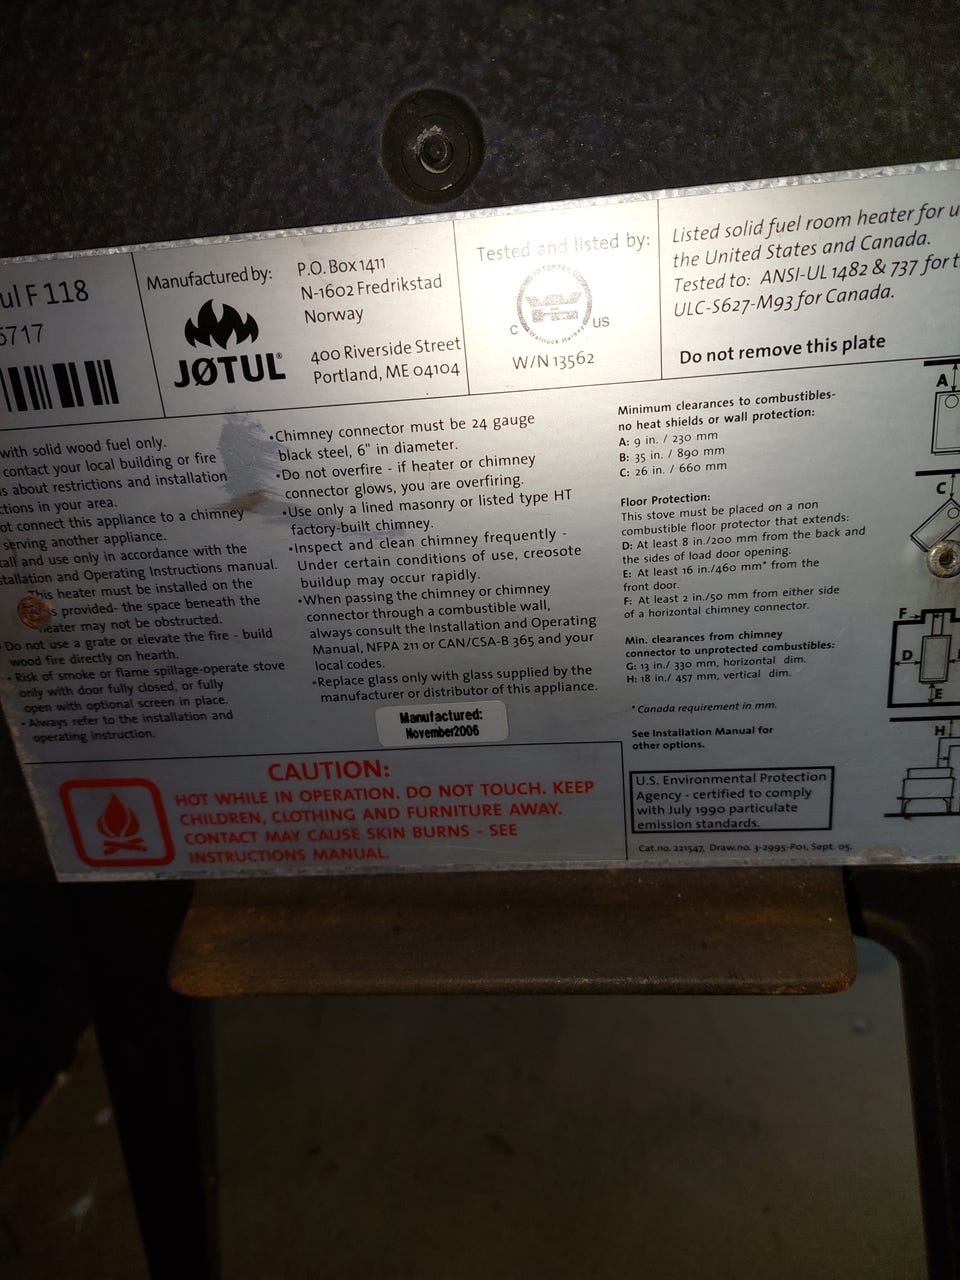 ul F 118
5717
Manufactured by:
JØTUL®
P.O. Box 1411
N-1602 Fredrikstad
Norway
400 Riverside Street
Portland, ME 04104
Tested and listed by:
C US
W/N 13562
Listed solid fuel room heater for u
the United States and Canada.
Tested to: ANSI-UL 1482 & 737 for t
ULC-S627-M93 for Canada.
Do not remove this plate
with solid wood fuel only.
contact your local building or fire
s about restrictions and installation
ctions in your area.
ot connect this appliance to a chimney
serving another appliance.
tall and use only in accordance with the
stallation and Operating Instructions manual.
This heater must be installed on the
s provided- the space beneath the
heater may not be obstructed.
Do not use a grate or elevate the fire - build
wood fire directly on hearth.
• Risk of smoke or flame spillage-operate stove
only with door fully closed, or fully
open with optional screen in place.
• Always refer to the installation and
operating instruction.
•Chimney connector must be 24 gauge
black steel, 6" in diameter.
•Do not overfire - if heater or chimney
connector glows, you are overfiring.
•Use only a lined masonry or listed type HT
factory-built chimney.
•Inspect and clean chimney frequently -
Under certain conditions of use, creosote
buildup may occur rapidly.
•When passing the chimney or chimney
connector through a combustible wall,
always consult the Installation and Operating
Manual, NFPA 211 or CAN/CSA-B 365 and your
local codes.
•Replace glass only with glass supplied by the
manufacturer or distributor of this appliance.
Manufactured:
November2006
Minimum clearances to combustibles-
no heat shields or wall protection:
A: 9 in. / 230 mm
B: 35 in. / 890 mm
C: 26 in. / 660 mm
Floor Protection:
This stove must be placed on a non
combustible floor protector that extends:
D: At least 8 in./200 mm from the back and
the sides of load door opening.
E: At least 16 in./460 mm* from the
front door.
F: At least 2 in./50 mm from either side
of a horizontal chimney connector.
Min. clearances from chimney
connector to unprotected combustibles:
G: 13 in./ 330 mm, horizontal dim.
H: 18 in./ 457 mm, vertical dim.
* Canada requirement in mm.
See Installation Manual for
other options.
U.S. Environmental Protection
Agency - certified to comply
with July 1990 particulate
emission standards.
Cat.no. 221547, Draw.no. 3-2995-P01, Sept. 05.
A
C
F
D
E
H
CAUTION:
HOT WHILE IN OPERATION. DO NOT TOUCH. KEEP
CHILDREN, CLOTHING AND FURNITURE AWAY.
CONTACT MAY CAUSE SKIN BURNS - SEE
INSTRUCTIONS MANUAL.